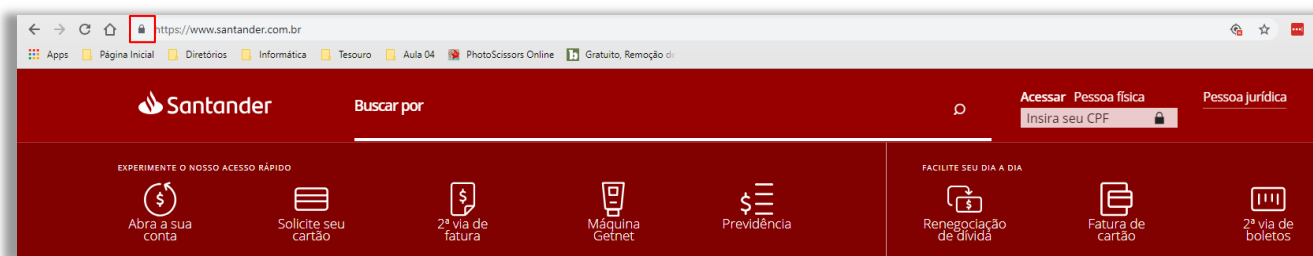 https://www.santander.com.br
Apps Página Inicial Diretórios Informática Tesouro Aula 04 PhotoScissors Online Gratuito, Remoção d
Santander Buscar por Acessar Pessoa física Pessoa jurídica
Insira seu CPF
EXPERIMENTE O NOSSO ACESSO RÁPIDO FACILITE SEU DIA A DIA
Abra a sua Solicite seu 2ª via de Máquina Previdência Renegociação Fatura de 2ª via de
conta cartão fatura Getnet de dívida cartão boletos